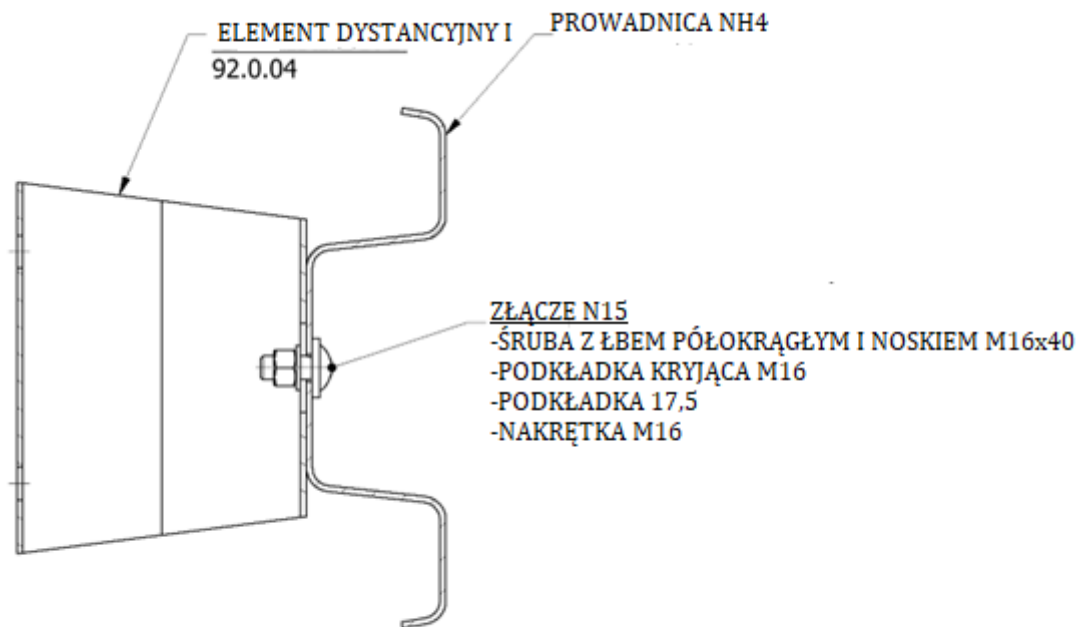 ELEMENT DYSTANCYJNY I
92.0.04
PROWADNICA NH4
ZŁĄCZE N15
-ŚRUBA Z ŁBEM PÓŁOKRĄGŁYM I NOSKIEM M16x40
-PODKŁADKA KRYJĄCA M16
-PODKŁADKA 17,5
-NAKRĘTKA M16